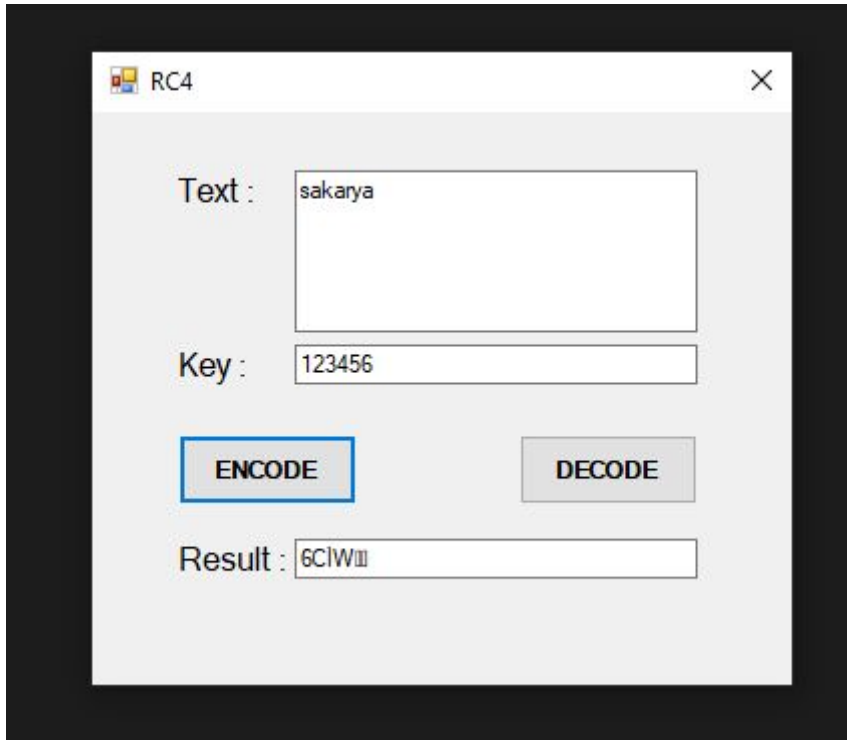 RC4
Text :
sakarya
Key :
123456
ENCODE
DECODE
Result :